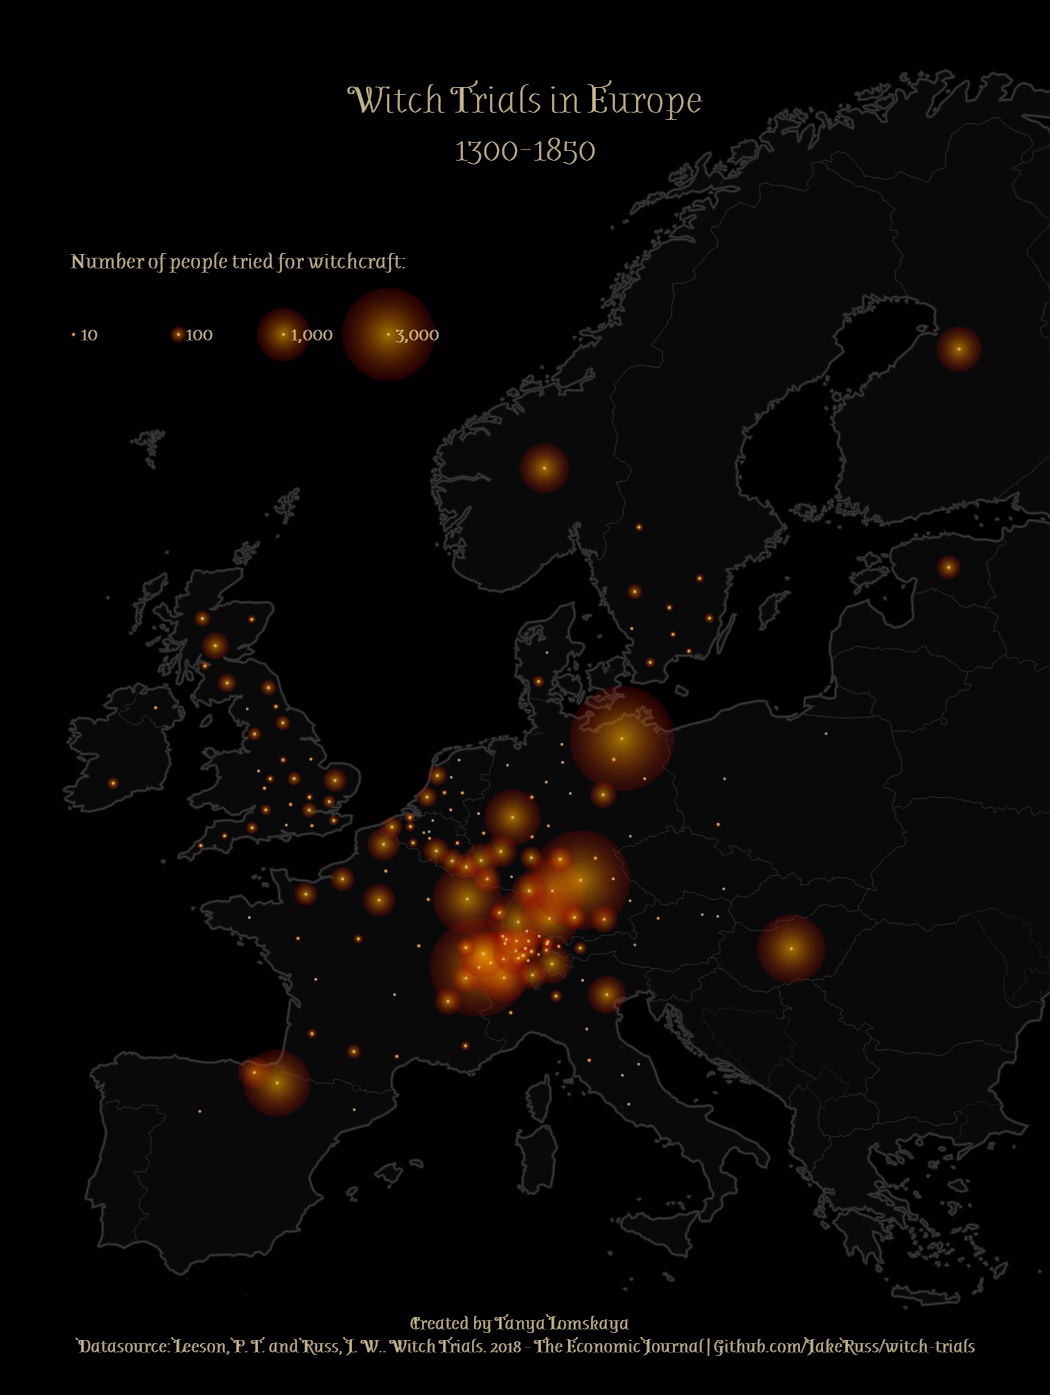 Witch Trials in Europe
1300-1850
Number of people tried for witchcraft:
10 100 1,000 3,000
Created by Tanya Lomskaya
Datasource: Leeson, P. T. and Russ, J. W.. Witch Trials. 2018 - The Economic Journal | Github.com/JakeRuss/witch-trials